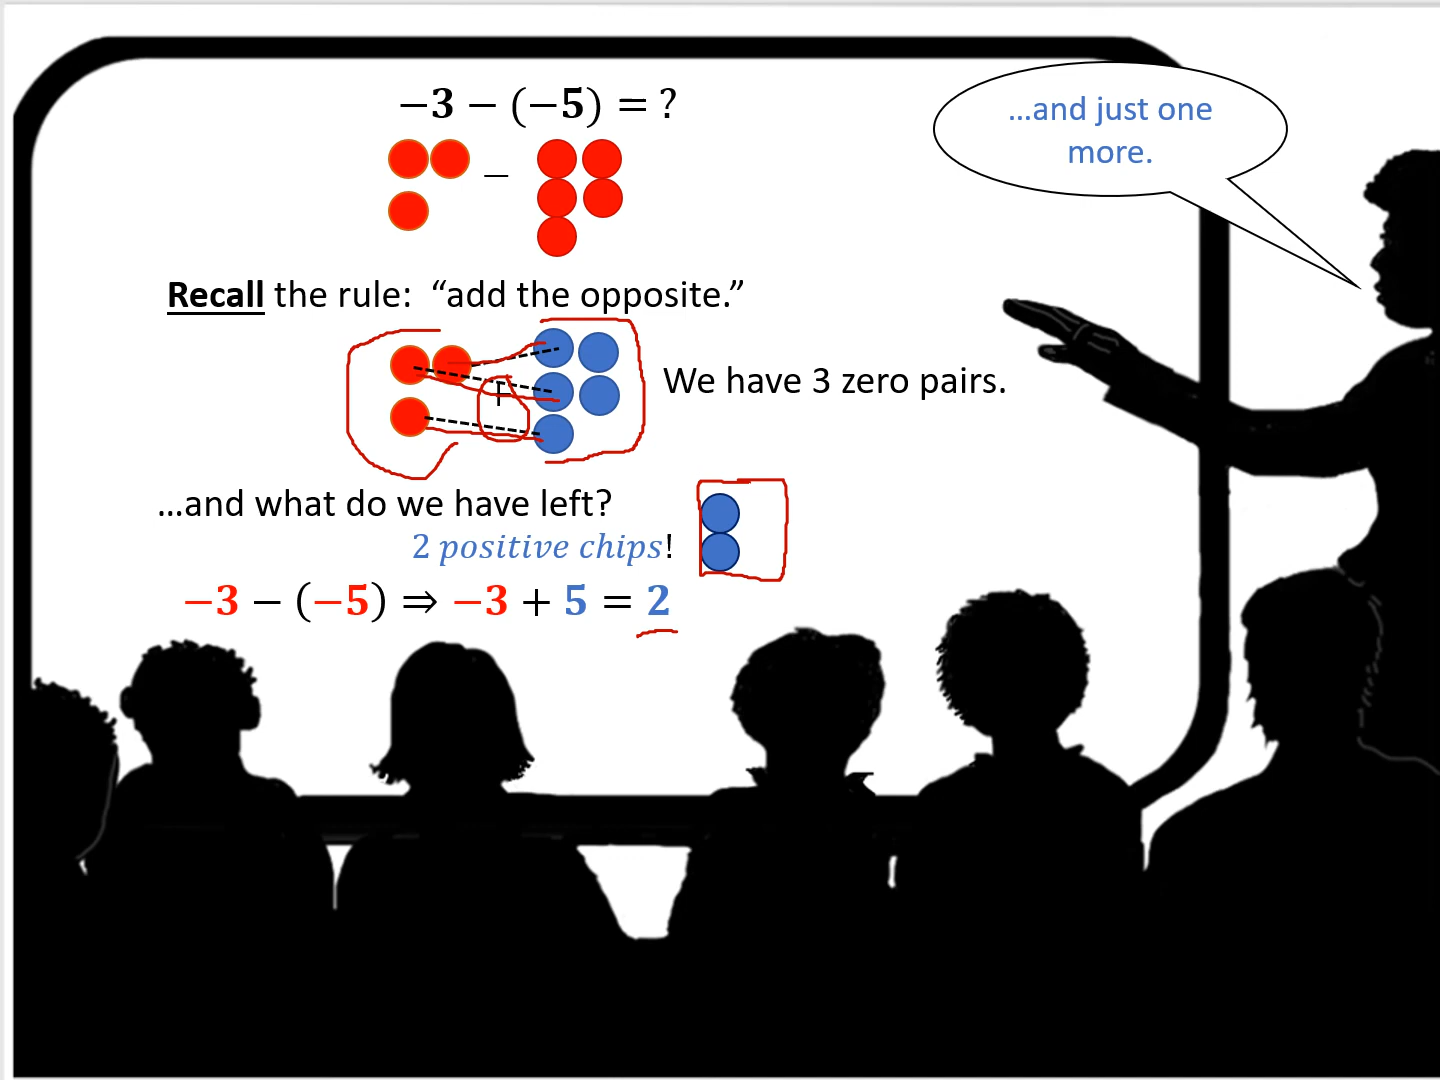 −3 − (−5) = ?
…and just one
more.
−
Recall the rule: “add the opposite.”
+
We have 3 zero pairs.
…and what do we have left?
2 positive chips!
−3 − (−5) ⇒ −3 + 5 = 2